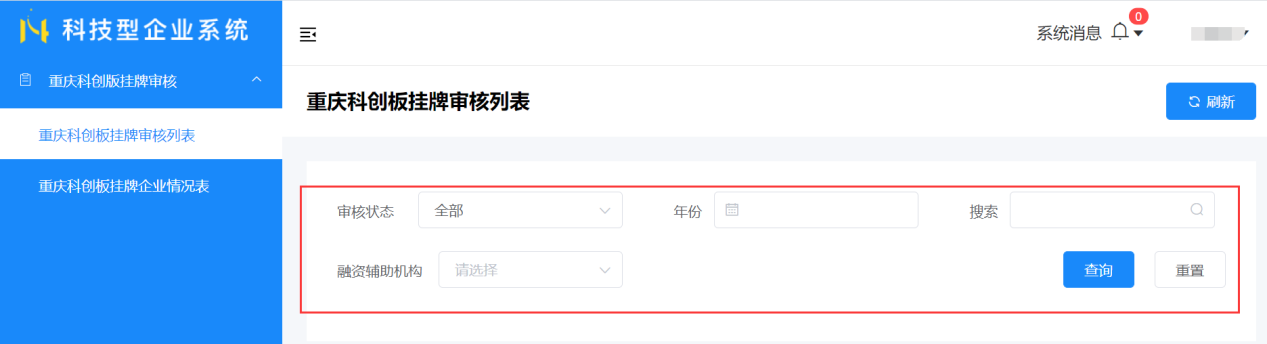 科技型企业系统
系统消息 0
重庆科创版挂牌审核
重庆科创板挂牌审核列表
重庆科创板挂牌企业情况表
重庆科创板挂牌审核列表
刷新
审核状态 全部 年份 搜索
融资辅助机构 请选择 查询 重置